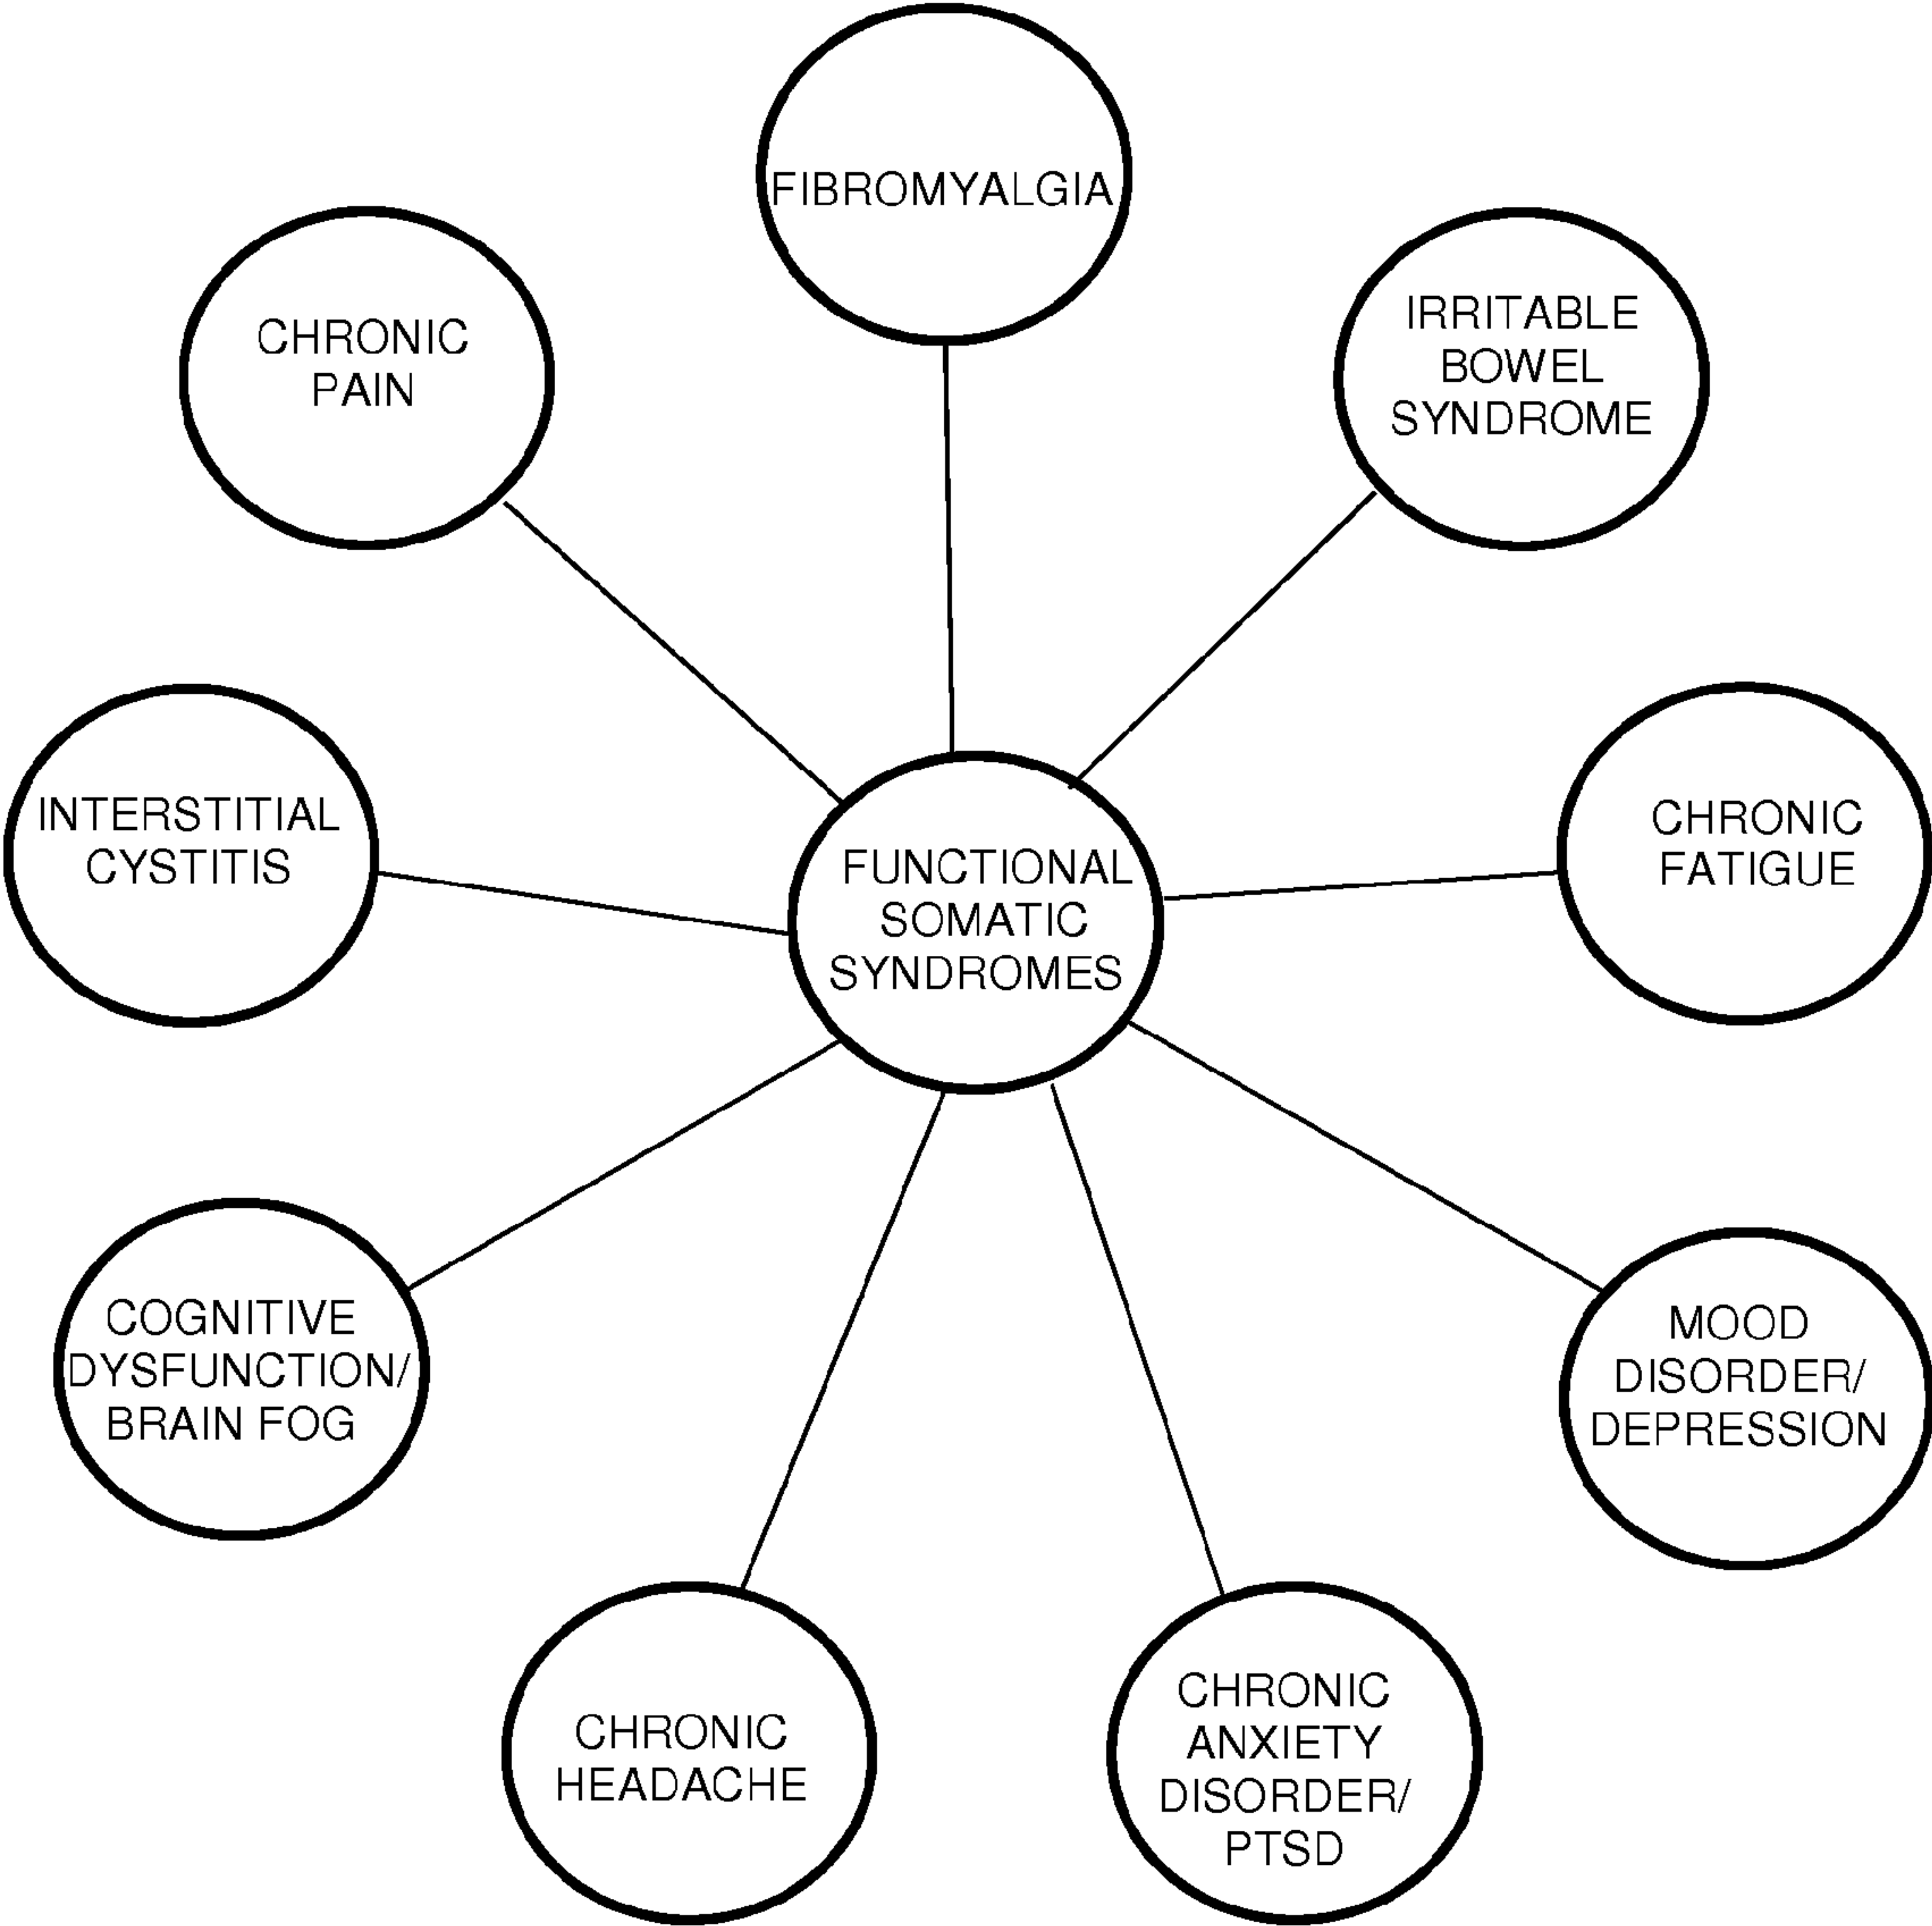 FIBROMYALGIA
CHRONIC
PAIN
IRRITABLE
BOWEL
SYNDROME
INTERSTITIAL
CYSTITIS
FUNCTIONAL
SOMATIC
SYNDROMES
CHRONIC
FATIGUE
COGNITIVE
DYSFUNCTION/
BRAIN FOG
MOOD
DISORDER/
DEPRESSION
CHRONIC
HEADACHE
CHRONIC
ANXIETY
DISORDER/
PTSD